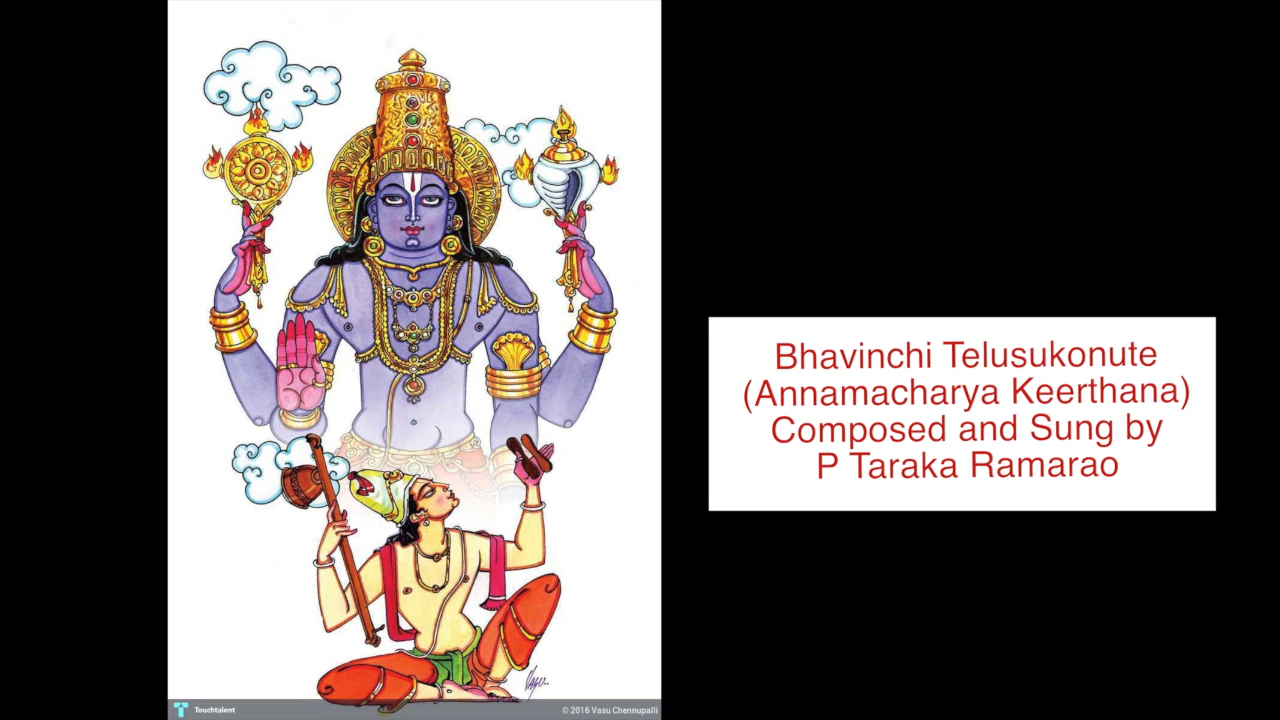 Bhavinchi Telusukonute
(Annamacharya Keerthana)
Composed and Sung by
P Taraka Ramarao
Touchtalent
© 2016 Vasu Chennupalli